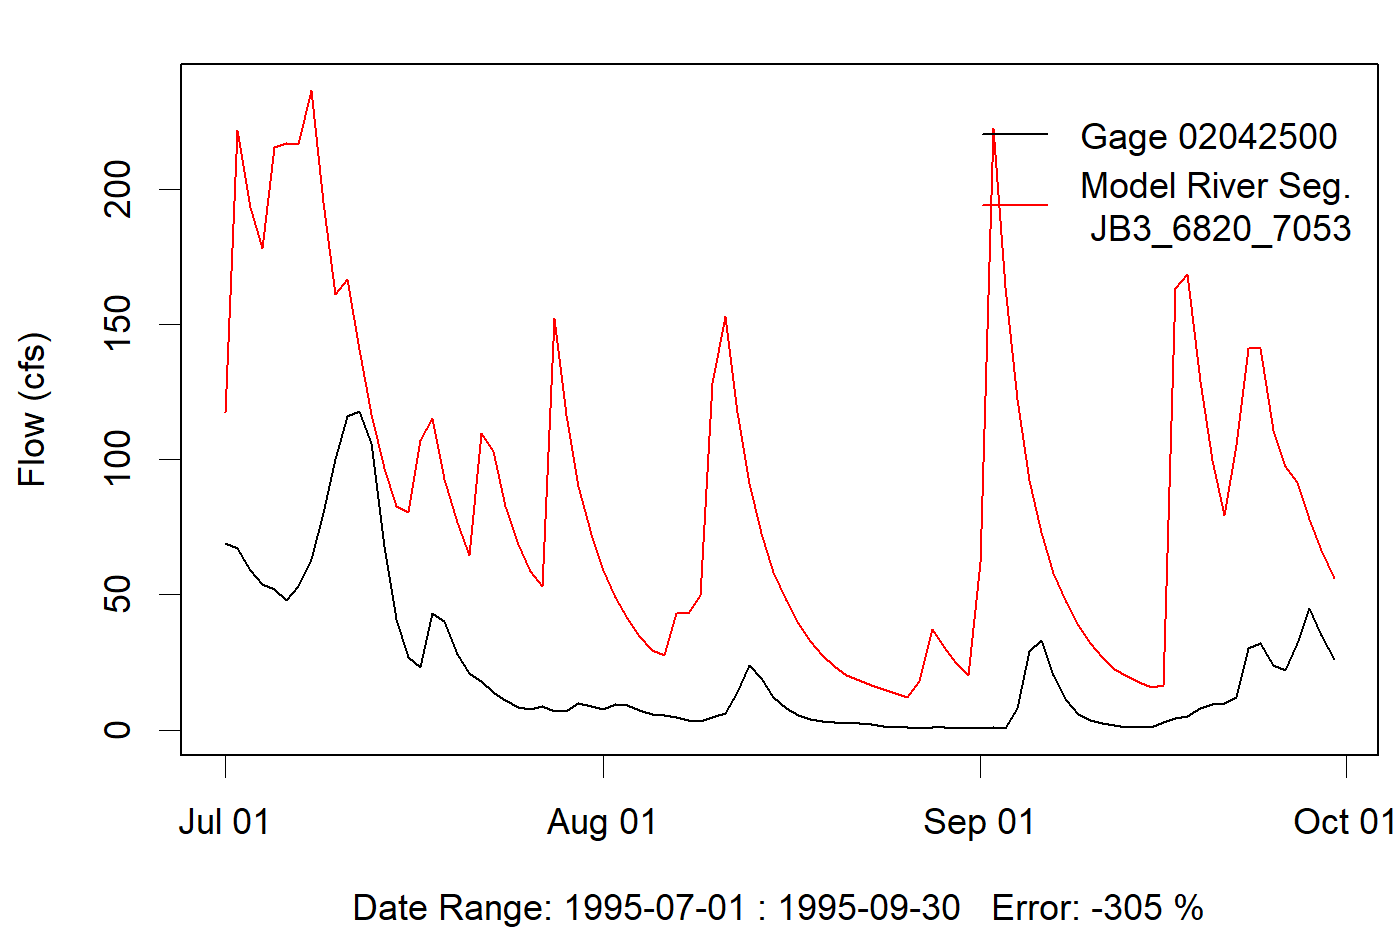 Flow (cfs)
200
150
100
50
0
Gage 02042500
Model River Seg.
JB3_6820_7053
Jul 01 Aug 01 Sep 01 Oct 01
Date Range: 1995-07-01 : 1995-09-30 Error: -305 %